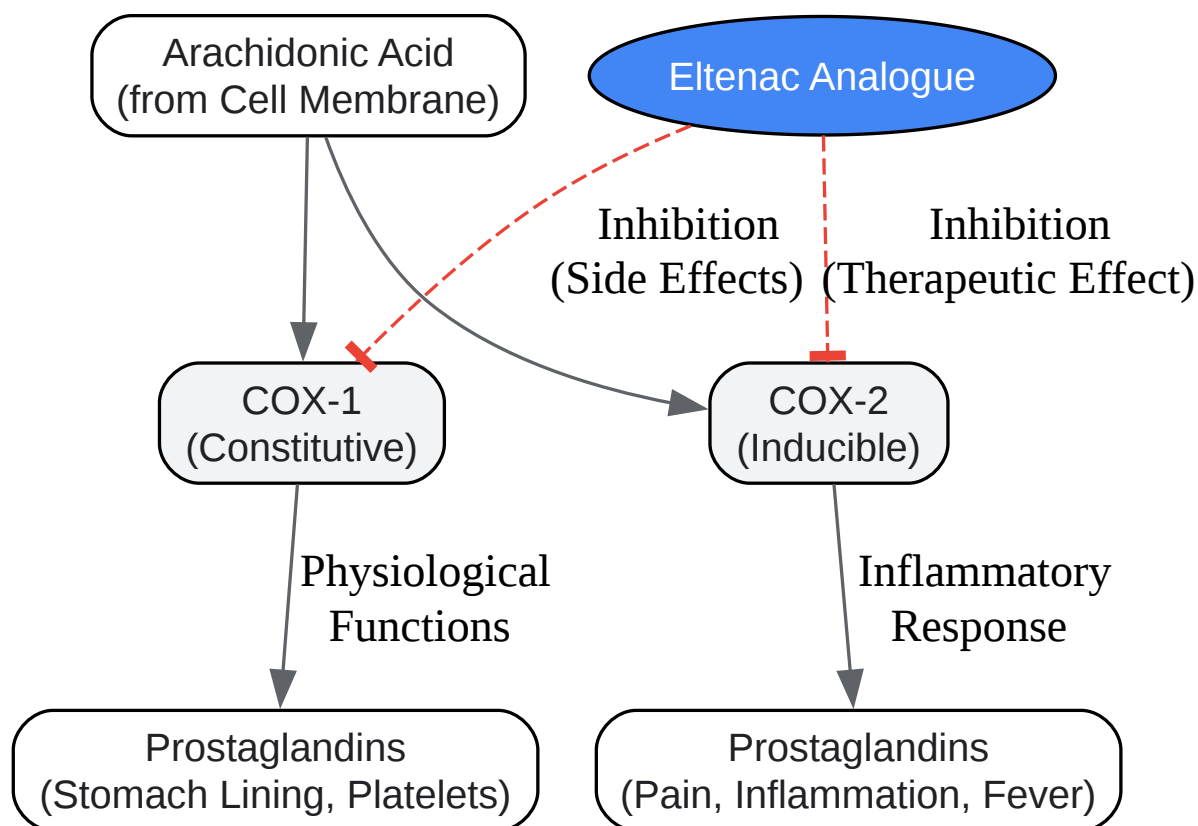 Arachidonic Acid
(from Cell Membrane)
Eltenac Analogue
Inhibition
(Side Effects)
Inhibition
(Therapeutic Effect)
COX-1
(Constitutive)
COX-2
(Inducible)
Physiological
Functions
Inflammatory
Response
Prostaglandins
(Stomach Lining, Platelets)
Prostaglandins
(Pain, Inflammation, Fever)